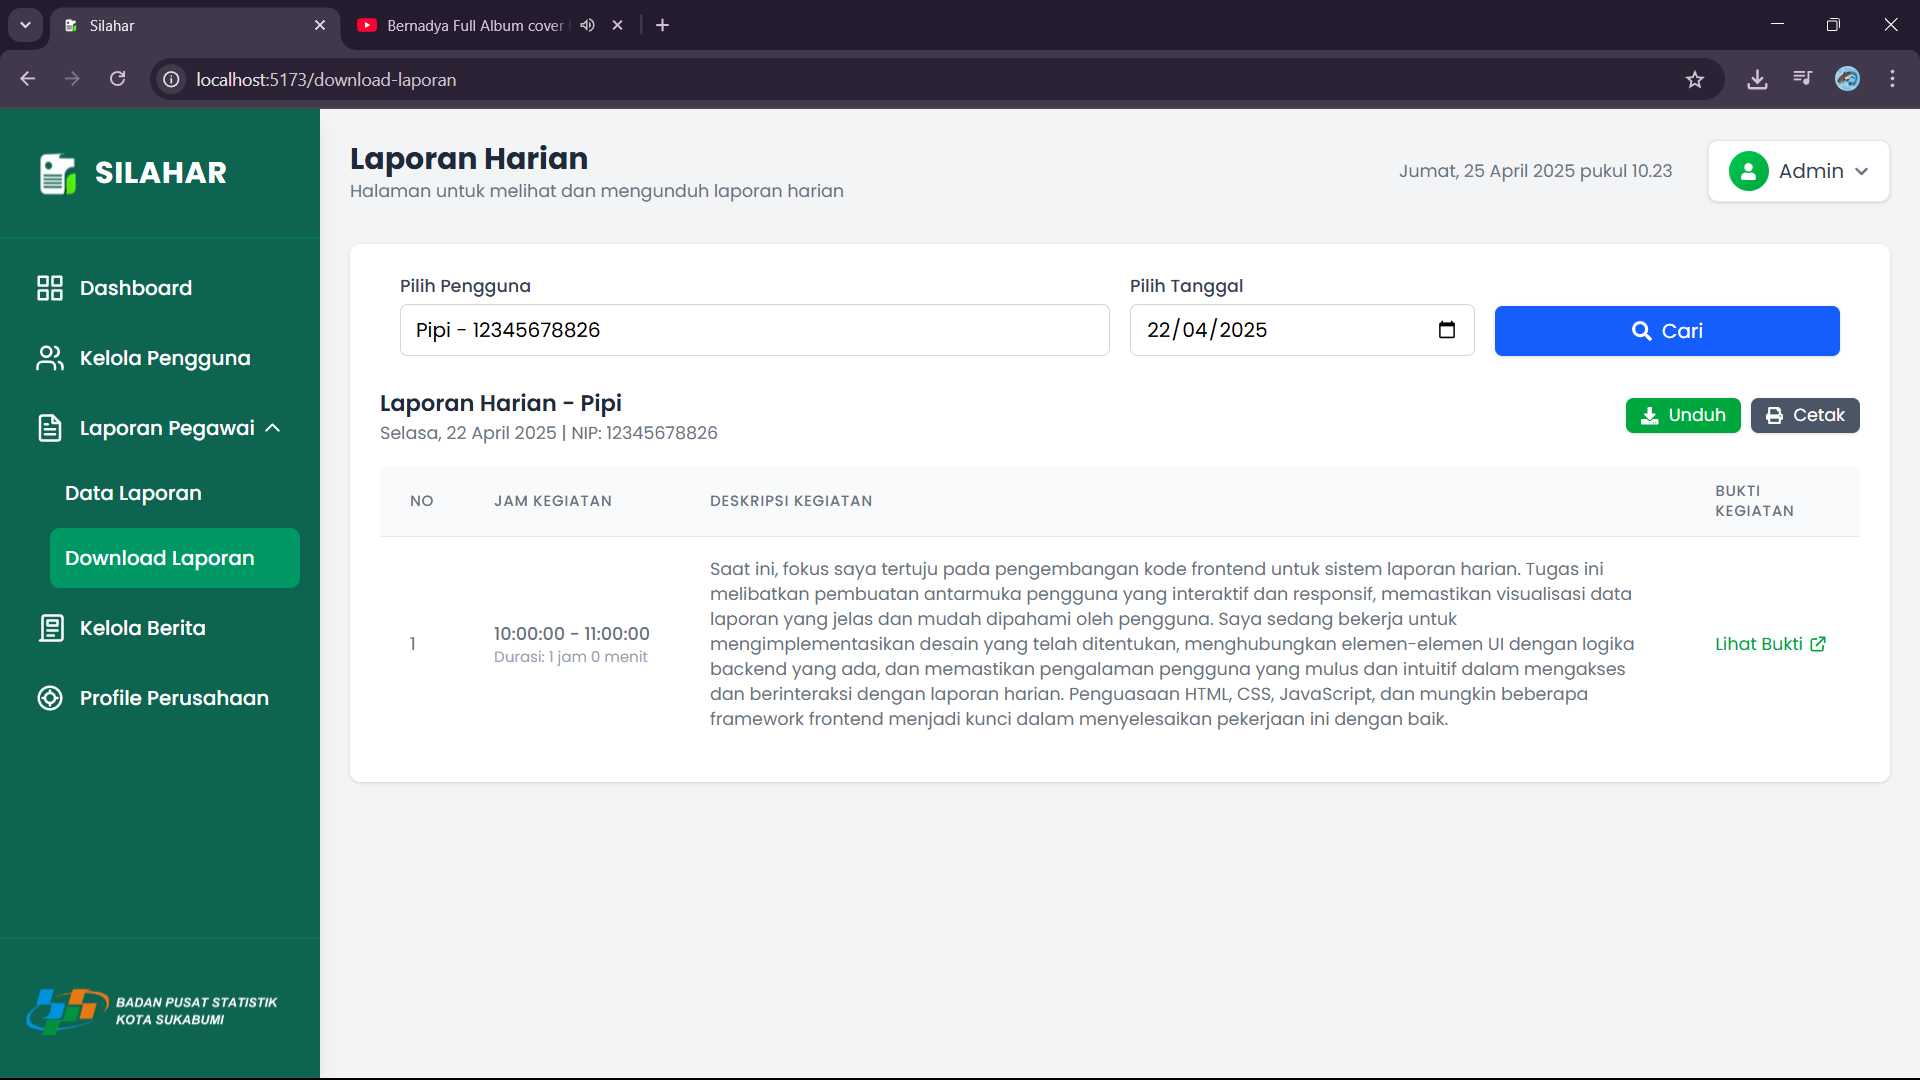 Silahar
Bernadya Full Album cover
localhost:5173/download-laporan
SILAHAR
Dashboard
Kelola Pengguna
Laporan Pegawai
Data Laporan
Download Laporan
Kelola Berita
Profile Perusahaan
BADAN PUSAT STATISTIK
KOTA SUKABUMI
Laporan Harian
Halaman untuk melihat dan mengunduh laporan harian
Jumat, 25 April 2025 pukul 10.23
Admin
Pilih Pengguna
Pipi - 12345678826
Pilih Tanggal
22/04/2025
Cari
Laporan Harian - Pipi
Selasa, 22 April 2025 | NIP: 12345678826
Unduh
Cetak
NO
JAM KEGIATAN
DESKRIPSI KEGIATAN
BUKTI
KEGIATAN
1
10:00:00 - 11:00:00
Durasi: 1 jam 0 menit
Saat ini, fokus saya tertuju pada pengembangan kode frontend untuk sistem laporan harian. Tugas ini
melibatkan pembuatan antarmuka pengguna yang interaktif dan responsif, memastikan visualisasi data
laporan yang jelas dan mudah dipahami oleh pengguna. Saya sedang bekerja untuk
mengimplementasikan desain yang telah ditentukan, menghubungkan elemen-elemen UI dengan logika
backend yang ada, dan memastikan pengalaman pengguna yang mulus dan intuitif dalam mengakses
dan berinteraksi dengan laporan harian. Penguasaan HTML, CSS, JavaScript, dan mungkin beberapa
framework frontend menjadi kunci dalam menyelesaikan pekerjaan ini dengan baik.
Lihat Bukti